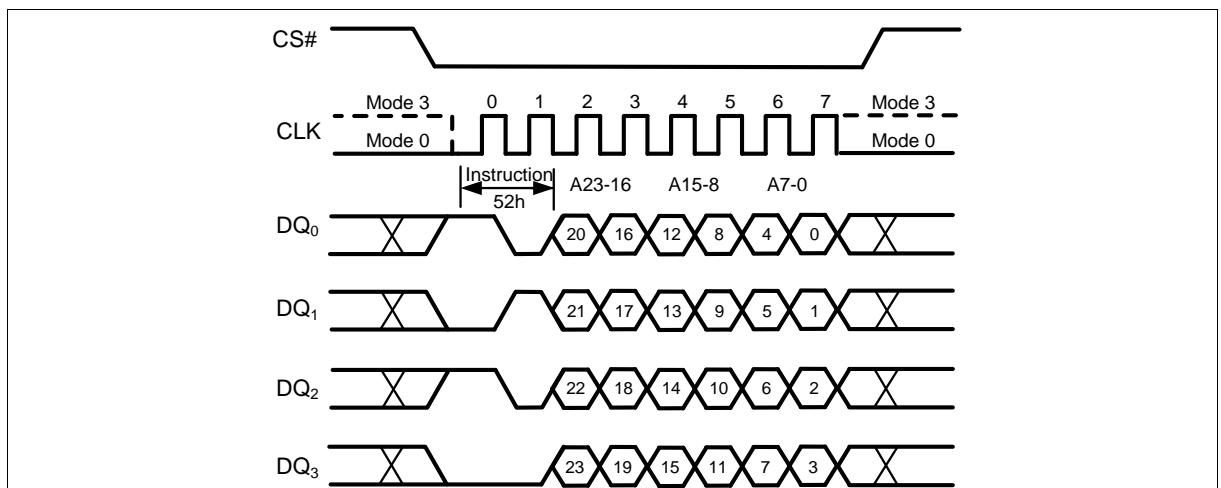 CS#
Mode 3 0 1 2 3 4 5 6 7 Mode 3
CLK
Mode 0 Mode 0
Instruction A23-16 A15-8 A7-0
52h
DQ0 20 16 12 8 4 0
DQ1 21 17 13 9 5 1
DQ2 22 18 14 10 6 2
DQ3 23 19 15 11 7 3